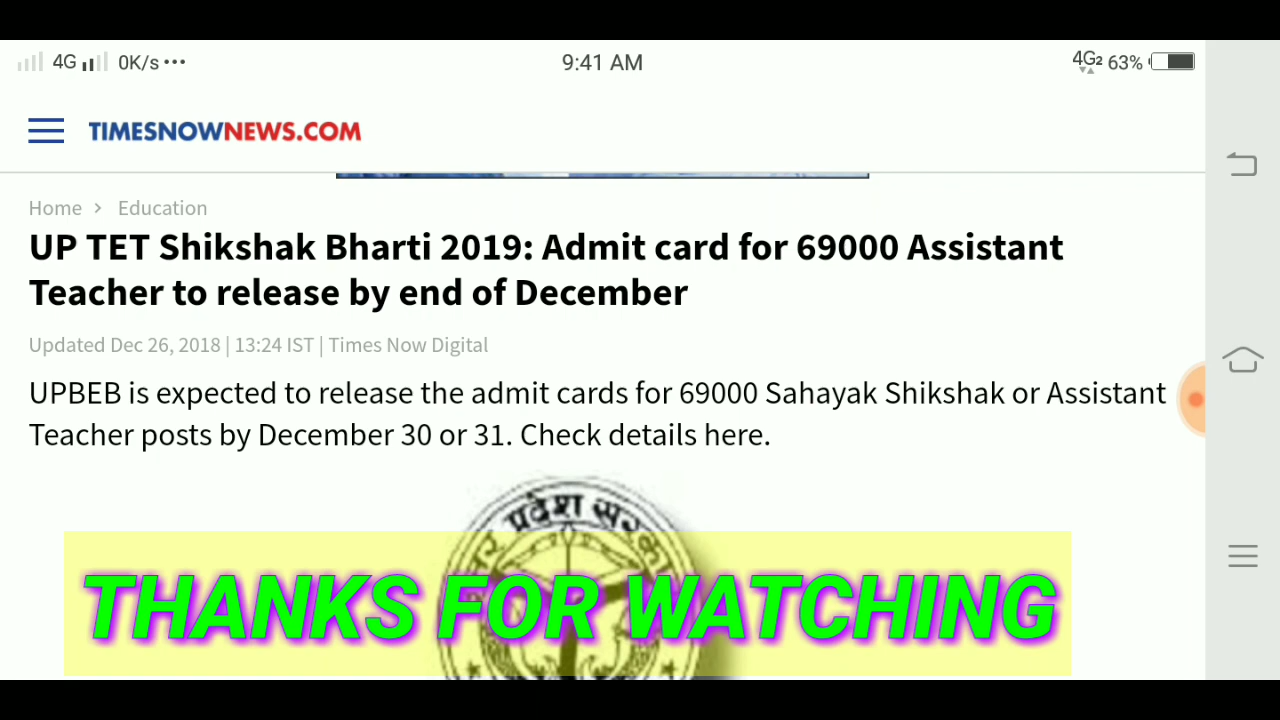 4G 0K/s ••• 9:41 AM 4G2 63%
TIMESNOWNEWS.COM
Home > Education
UP TET Shikshak Bharti 2019: Admit card for 69000 Assistant
Teacher to release by end of December
Updated Dec 26, 2018 | 13:24 IST | Times Now Digital
UPBEB is expected to release the admit cards for 69000 Sahayak Shikshak or Assistant
Teacher posts by December 30 or 31. Check details here.
प्रदेश
THANKS FOR WATCHING